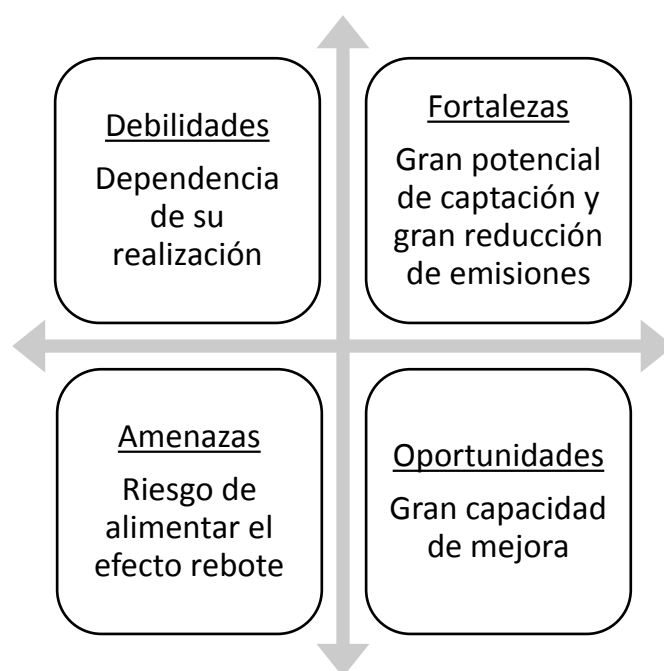 Debilidades
Dependencia
de su
realización
Fortalezas
Gran potencial
de captación y
gran reducción
de emisiones
Amenazas
Riesgo de
alimentar el
efecto rebote
Oportunidades
Gran capacidad
de mejora